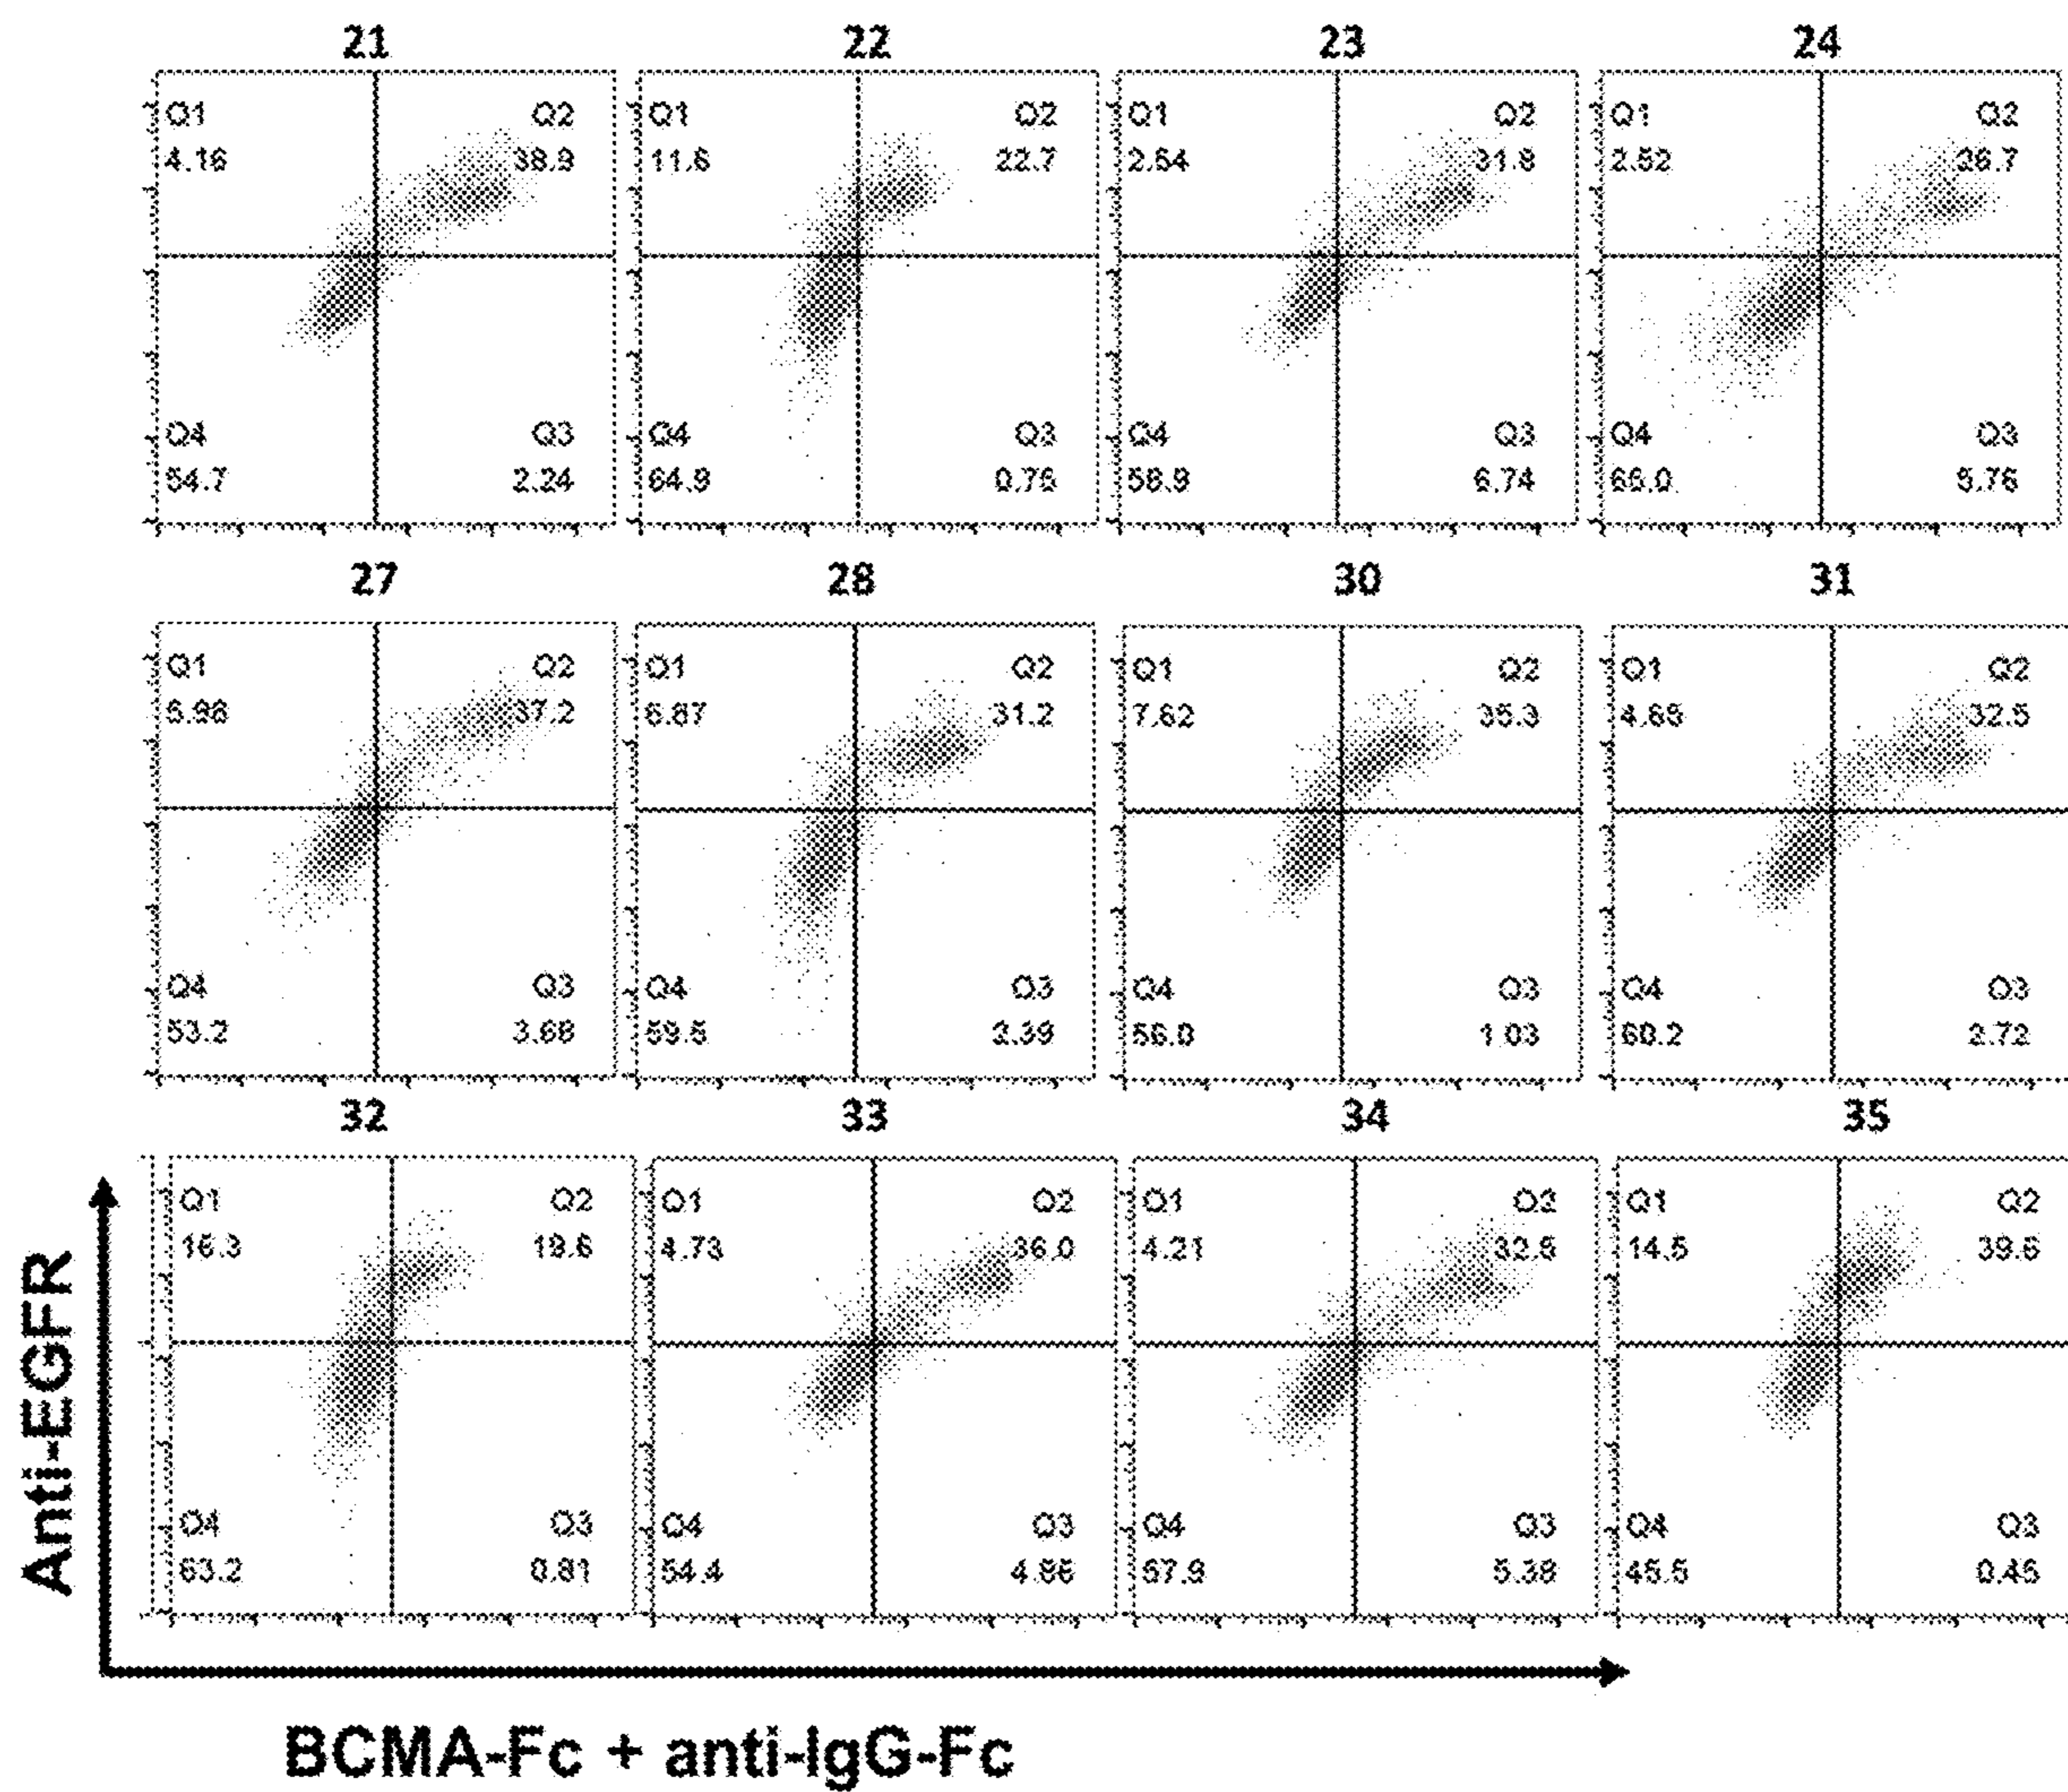 21 22 23 24
Q1 Q2 Q1 Q2 Q1 Q2 Q1 Q2
4.16 38.9 11.6 22.7 2.54 31.8 2.52 26.7
Q4 Q3 Q4 Q3 Q4 Q3 Q4 Q3
54.7 2.24 64.9 0.75 58.9 6.74 65.0 5.76
27 28 30 31
Q1 Q2 Q1 Q2 Q1 Q2 Q1 Q2
5.98 37.2 6.87 31.2 7.62 35.3 4.65 32.5
Q4 Q3 Q4 Q3 Q4 Q3 Q4 Q3
53.2 3.68 59.5 2.39 56.0 1.03 60.2 2.72
32 33 34 35
Q1 Q2 Q1 Q2 Q1 Q2 Q1 Q2
16.3 19.6 4.73 36.0 4.21 32.5 14.5 39.6
Q4 Q3 Q4 Q3 Q4 Q3 Q4 Q3
63.2 0.81 54.4 4.86 57.9 5.38 45.5 0.45
Anti-EGFR
BCMA-Fc + anti-IgG-Fc